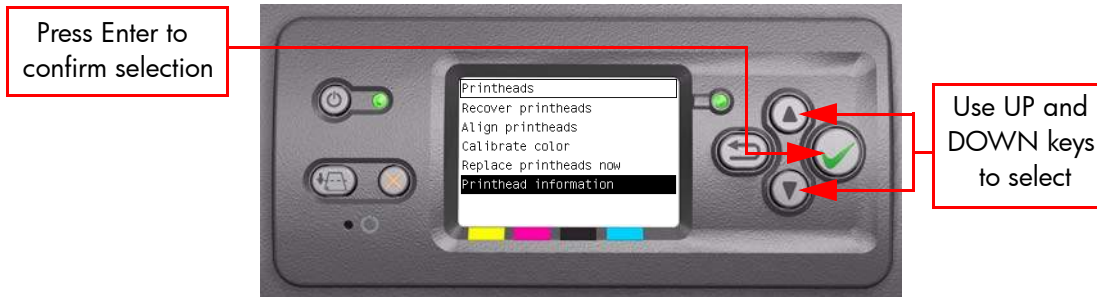 Press Enter to
confirm selection
Printheads
Recover printheads
Align printheads
Calibrate color
Replace printheads now
Printhead information
Use UP and
DOWN keys
to select